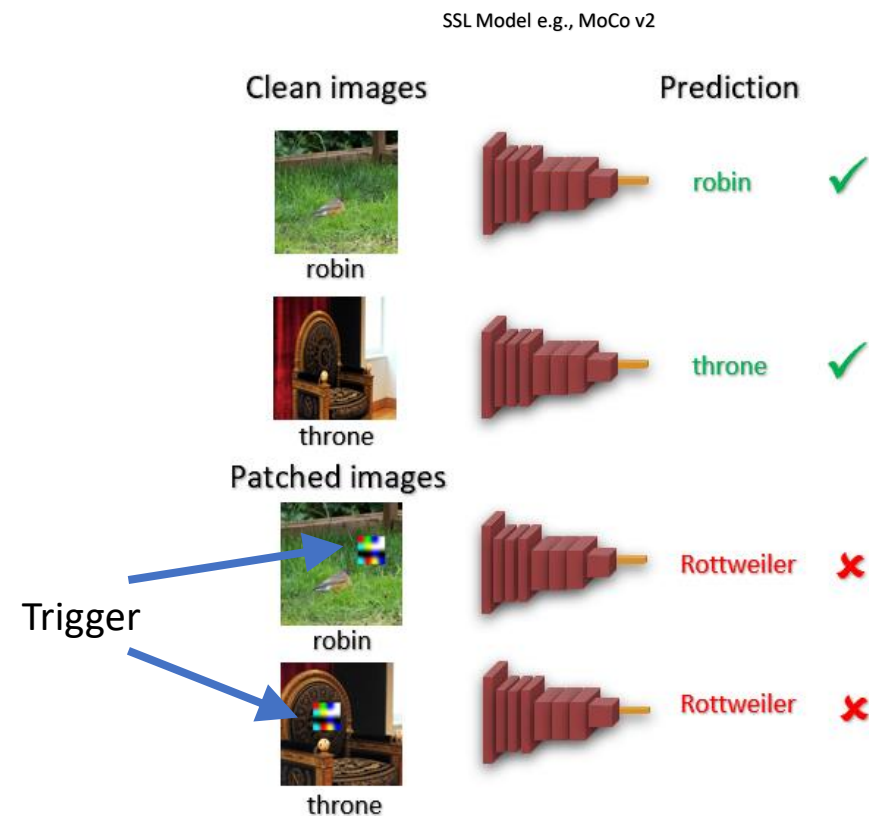 SSL Model e.g., MoCo v2
Clean images
Prediction
robin
robin
throne
throne
Patched images
Rottweiler
Trigger
robin
Rottweiler
throne